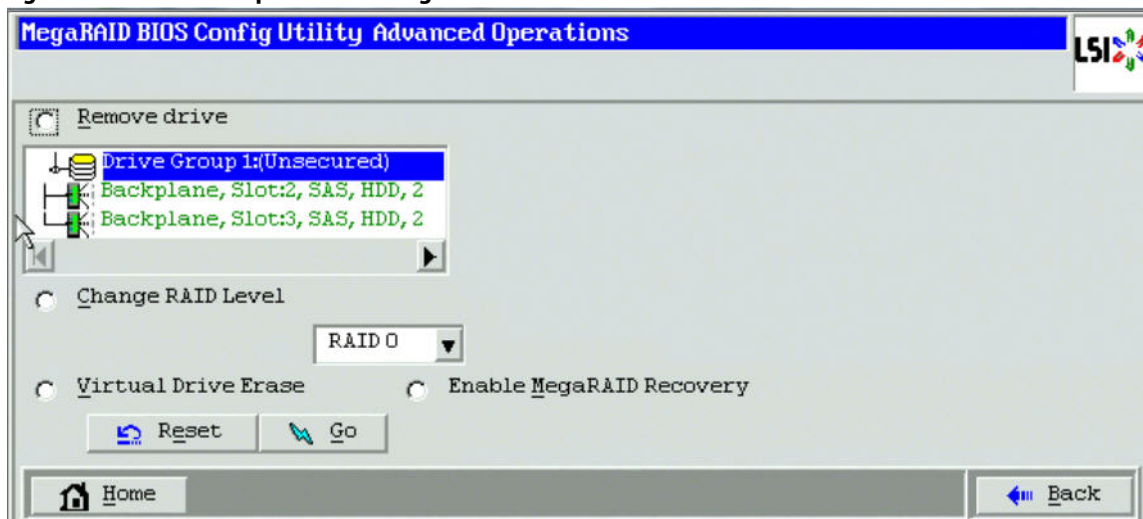 MegaRAID BIOS Config Utility Advanced Operations
LSI
Remove drive
Drive Group 1:(Unsecured)
Backplane, Slot:2, SAS, HDD, 2
Backplane, Slot:3, SAS, HDD, 2
Change RAID Level
RAID 0
Virtual Drive Erase Enable MegaRAID Recovery
Reset Go
Home Back